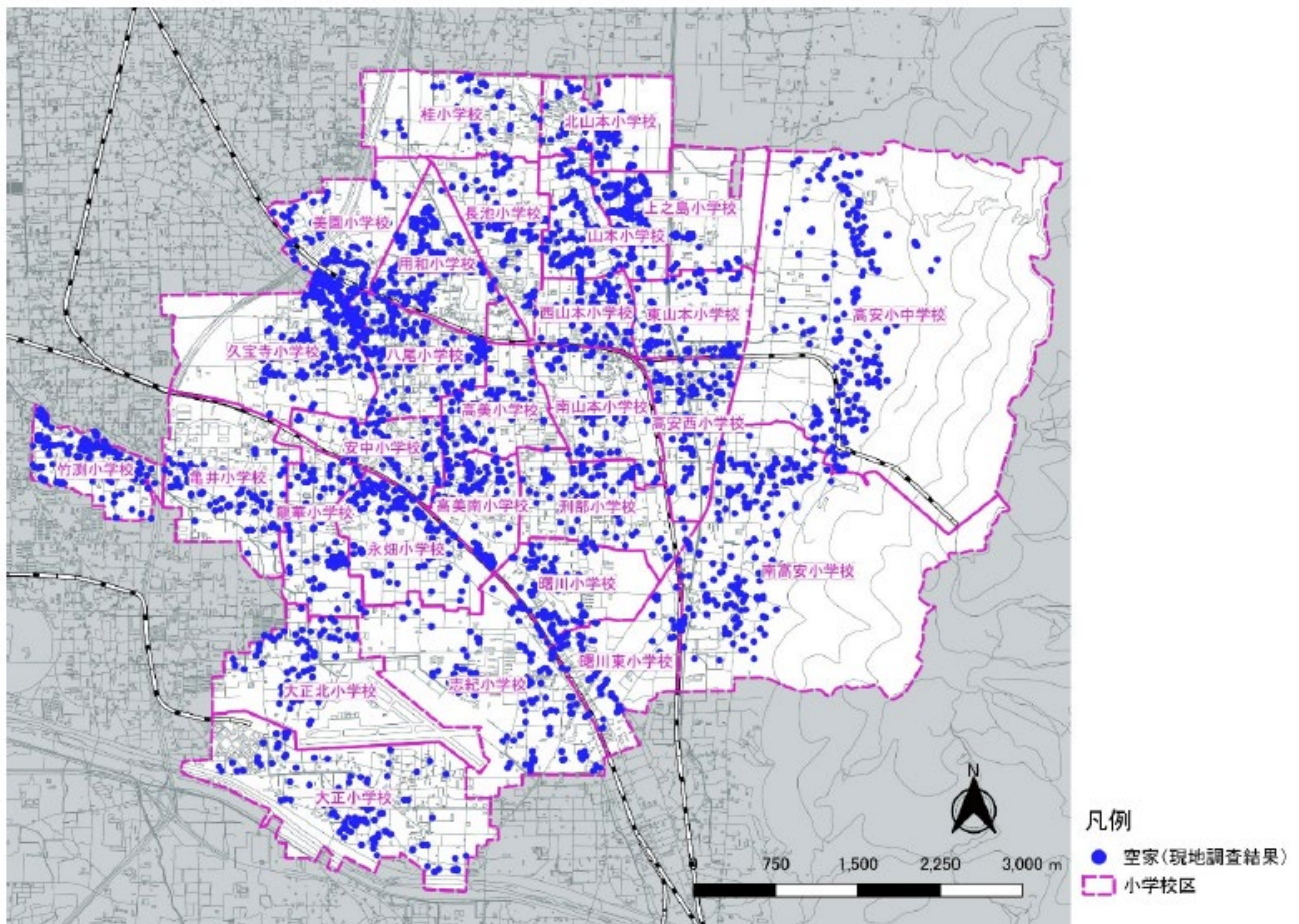 桂小学校
北山本小学校
美園小学校
長池小学校
上之島小学校
山本小学校
用和小学校
西山本小学校
東山本小学校
高安小中学校
久宝寺小学校
八尾小学校
高美小学校
南山本小学校
高安西小学校
安中小学校
竹渕小学校
亀井小学校
龍華小学校
高美南小学校
刑部小学校
永畑小学校
曙川小学校
南高安小学校
曙川東小学校
大正北小学校
志紀小学校
大正小学校
N
750 1,500 2,250 3,000 m
凡例
空家(現地調査結果)
小学校区